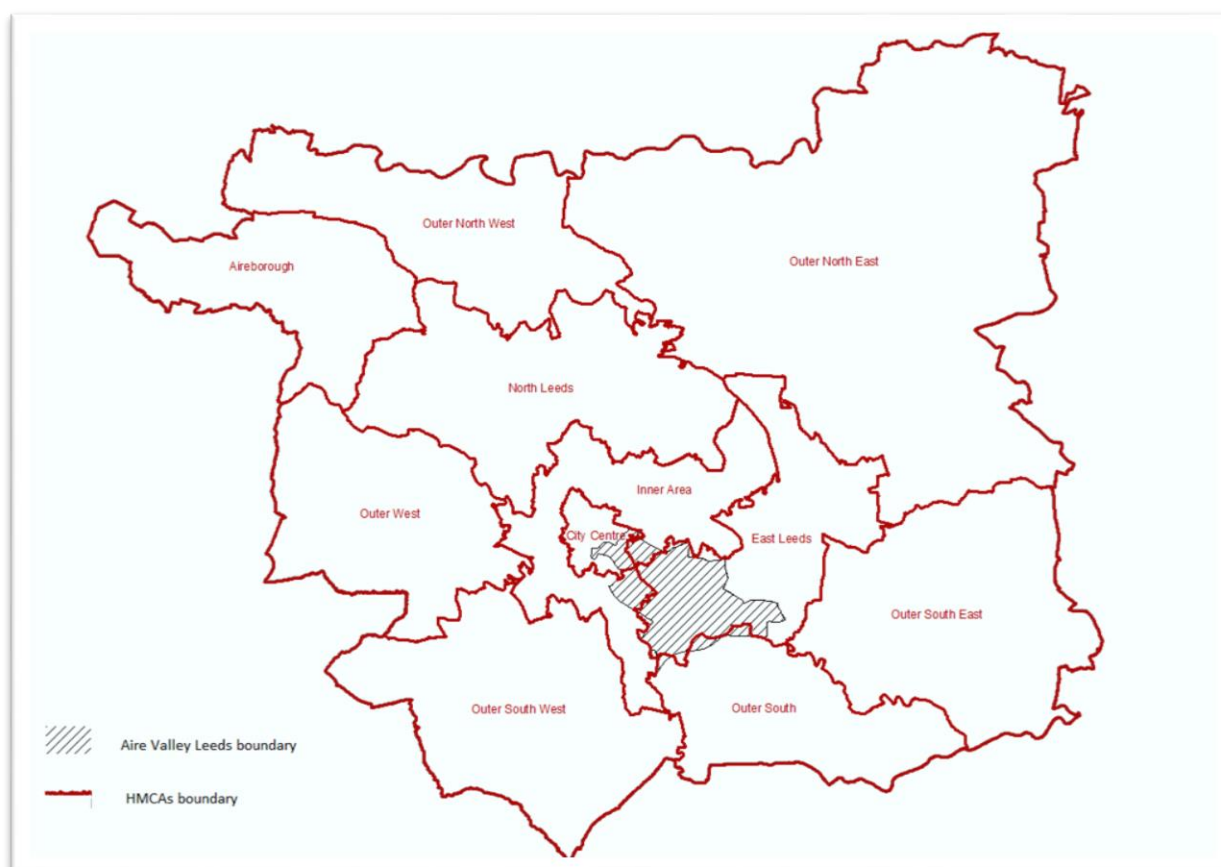 Outer North West
Outer North East
Aireborough
North Leeds
Inner Area
Outer West
City Centre
East Leeds
Outer South East
Outer South West
Outer South
Aire Valley Leeds boundary
HMCAs boundary